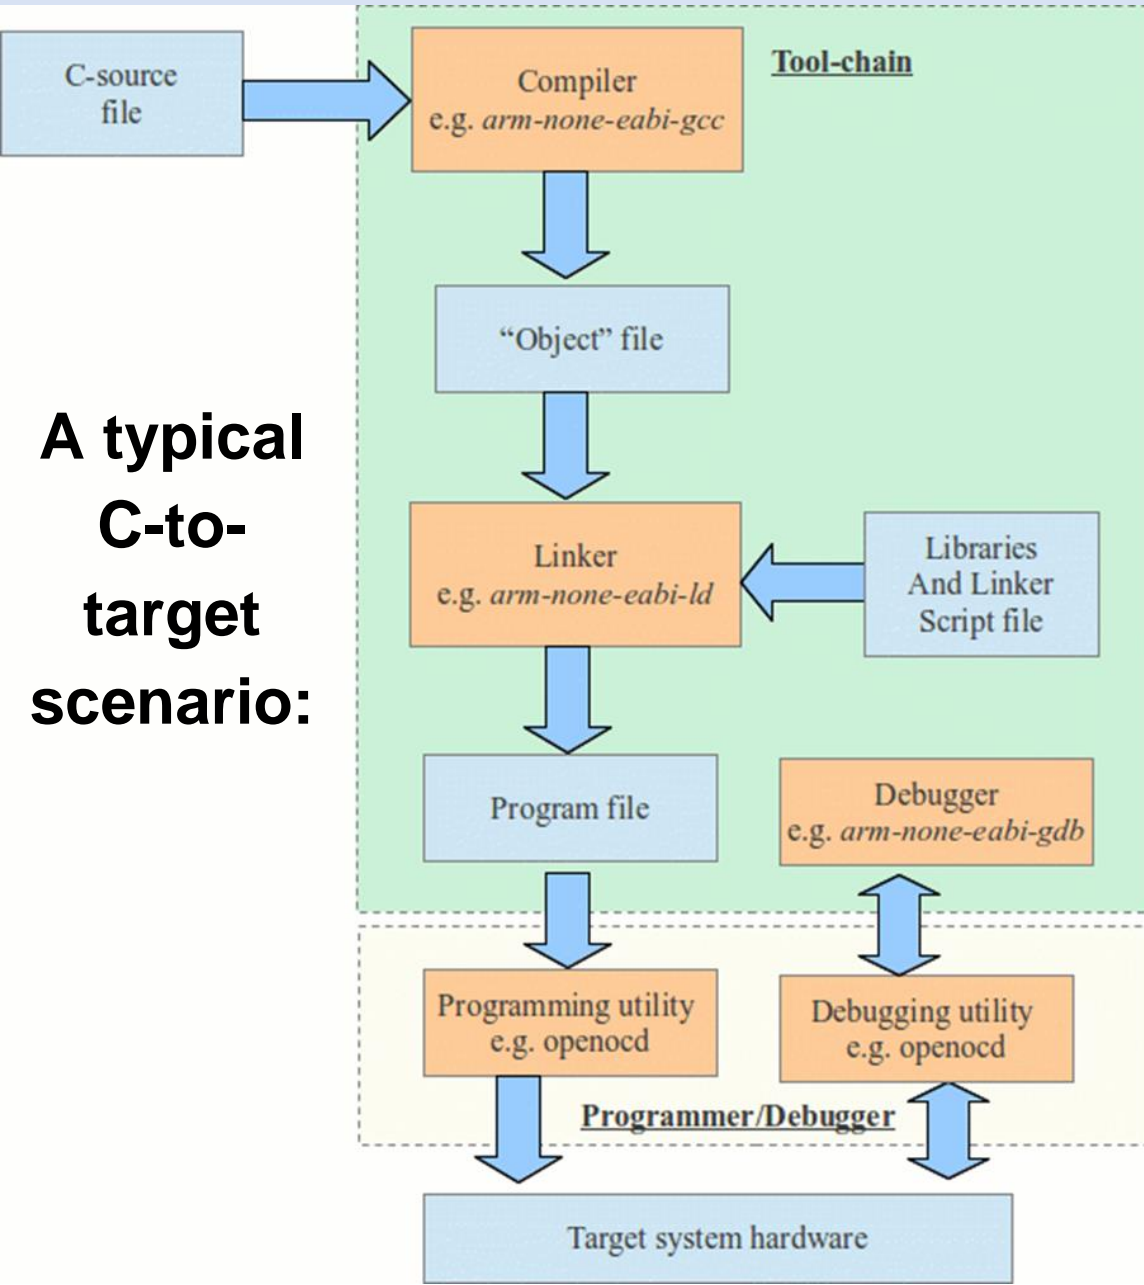 C-source
file
Compiler
e.g. arm-none-eabi-gcc
Tool-chain
“Object” file
A typical
C-to-
target
scenario:
Linker
e.g. arm-none-eabi-ld
Libraries
And Linker
Script file
Program file
Debugger
e.g. arm-none-eabi-gdb
Programming utility
e.g. openocd
Debugging utility
e.g. openocd
Programmer/Debugger
Target system hardware